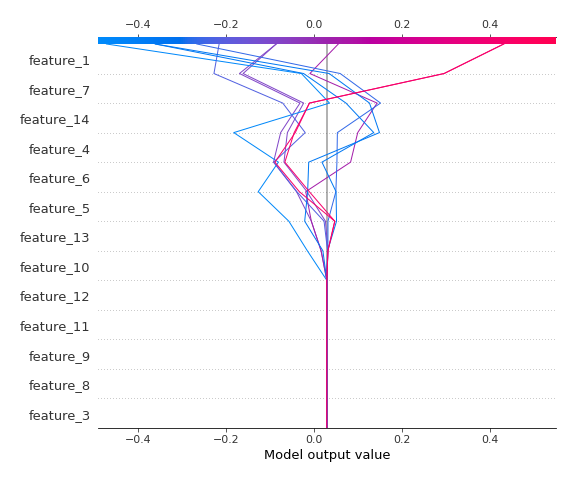 −0.4 −0.2 0.0 0.2 0.4
feature_1
feature_7
feature_14
feature_4
feature_6
feature_5
feature_13
feature_10
feature_12
feature_11
feature_9
feature_8
feature_3
−0.4 −0.2 0.0 0.2 0.4
Model output value